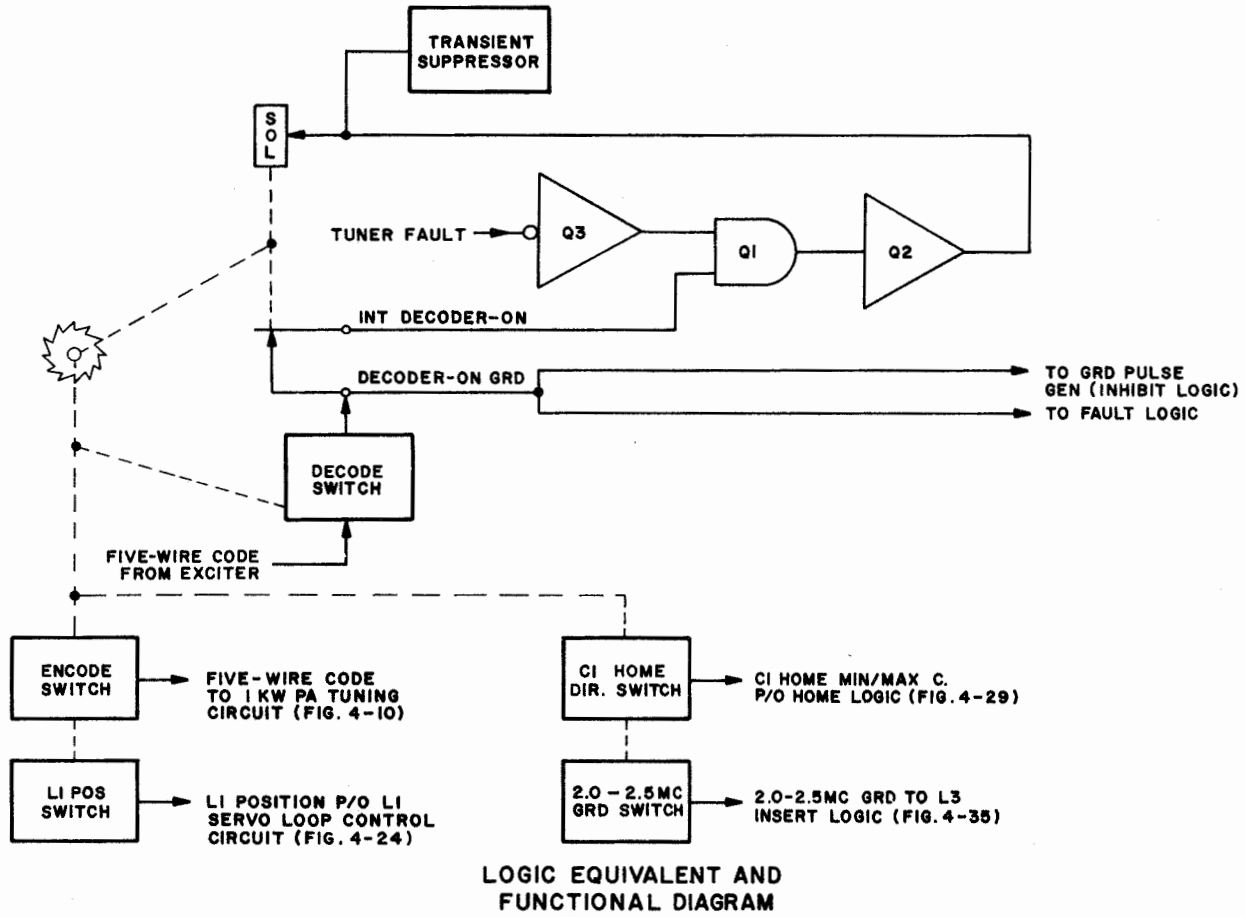 TRANSIENT
SUPPRESSOR
S
O
L
TUNER FAULT
Q3
Q1
Q2
INT DECODER-ON
DECODER-ON GRD
TO GRD PULSE
GEN (INHIBIT LOGIC)
TO FAULT LOGIC
DECODE
SWITCH
FIVE-WIRE CODE
FROM EXCITER
ENCODE
SWITCH
FIVE-WIRE CODE
TO 1 KW PA TUNING
CIRCUIT (FIG. 4-10)
C1 HOME
DIR. SWITCH
C1 HOME MIN/MAX C.
P/O HOME LOGIC (FIG. 4-29)
L1 POS
SWITCH
L1 POSITION P/O L1
SERVO LOOP CONTROL
CIRCUIT (FIG. 4-24)
2.0-2.5MC
GRD SWITCH
2.0-2.5MC GRD TO L3
INSERT LOGIC (FIG. 4-35)
LOGIC EQUIVALENT AND
FUNCTIONAL DIAGRAM